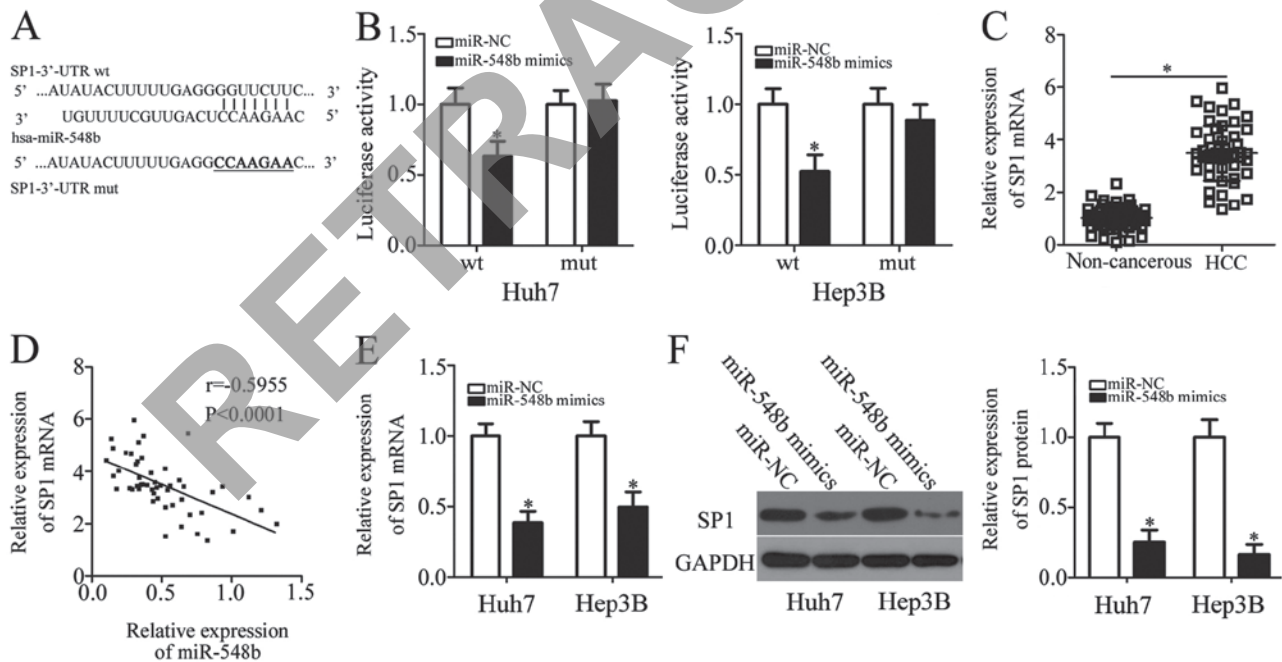 A
SP1-3'-UTR wt
5' ...AUAUACUUUUUGAGGGGUUCUUC... 3'
3' UGUUUUCGUUGACUCCAAGAAC 5'
hsa-miR-548b
5' ...AUAUACUUUUUGAGGCCAAGAAC... 3'
SP1-3'-UTR mut
B
Luciferase activity
1.5
1.0
0.5
0.0
miR-NC
miR-548b mimics
*
wt
mut
Huh7
Luciferase activity
1.5
1.0
0.5
0.0
miR-NC
miR-548b mimics
*
wt
mut
Hep3B
C
Relative expression
of SP1 mRNA
8
6
4
2
0
*
Non-cancerous
HCC
D
Relative expression
of SP1 mRNA
8
6
4
2
0
r=-0.5955
P<0.0001
0.0
0.5
1.0
1.5
Relative expression
of miR-548b
E
Relative expression
of SP1 mRNA
1.5
1.0
0.5
0.0
miR-NC
miR-548b mimics
*
*
Huh7
Hep3B
F
miR-NC
miR-548b mimics
miR-NC
miR-548b mimics
SP1
GAPDH
Huh7
Hep3B
Relative expression
of SP1 protein
1.5
1.0
0.5
0.0
miR-NC
miR-548b mimics
*
*
Huh7
Hep3B
RETRAC